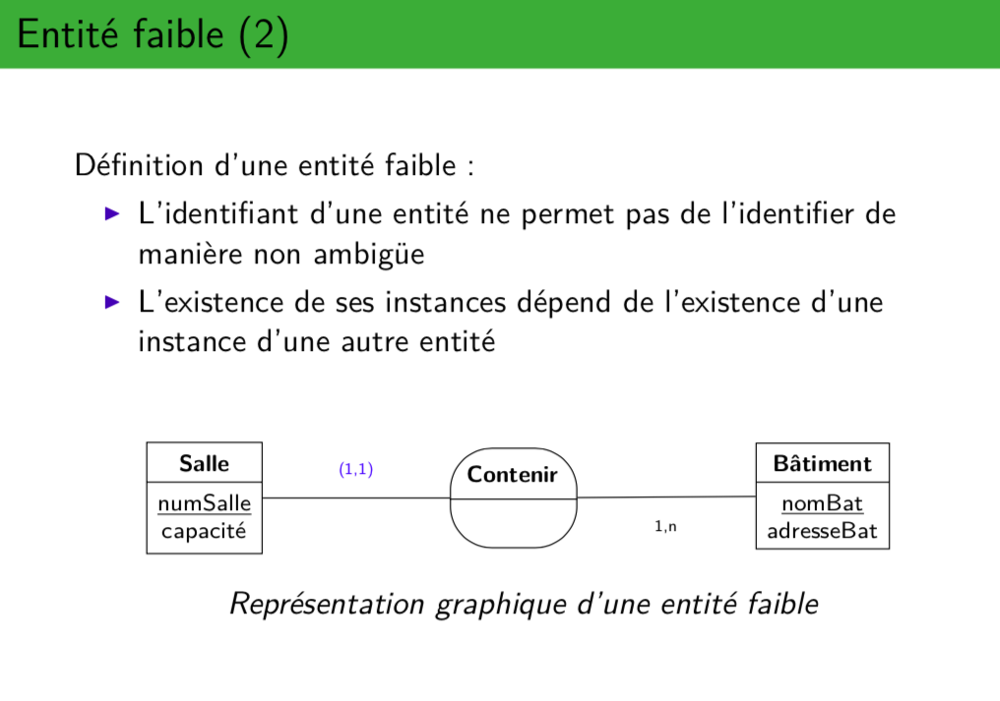 Entité faible (2)
Définition d'une entité faible :
L'identifiant d'une entité ne permet pas de l'identifier de
manière non ambigüe
L'existence de ses instances dépend de l'existence d'une
instance d'une autre entité
Salle
numSalle
capacité
(1,1)
Contenir
1,n
Bâtiment
nomBat
adresseBat
Représentation graphique d'une entité faible